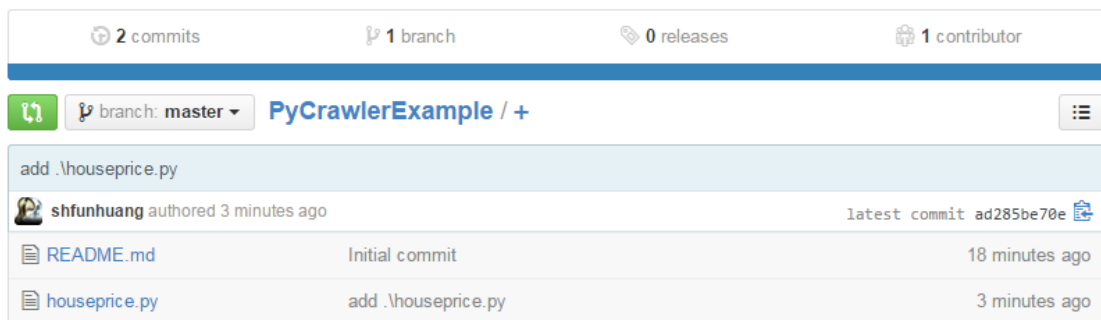 2 commits 1 branch 0 releases 1 contributor
branch: master PyCrawlerExample / +
add .\houseprice.py
shfunhuang authored 3 minutes ago latest commit ad285be70e
README.md Initial commit 18 minutes ago
houseprice.py add .\houseprice.py 3 minutes ago